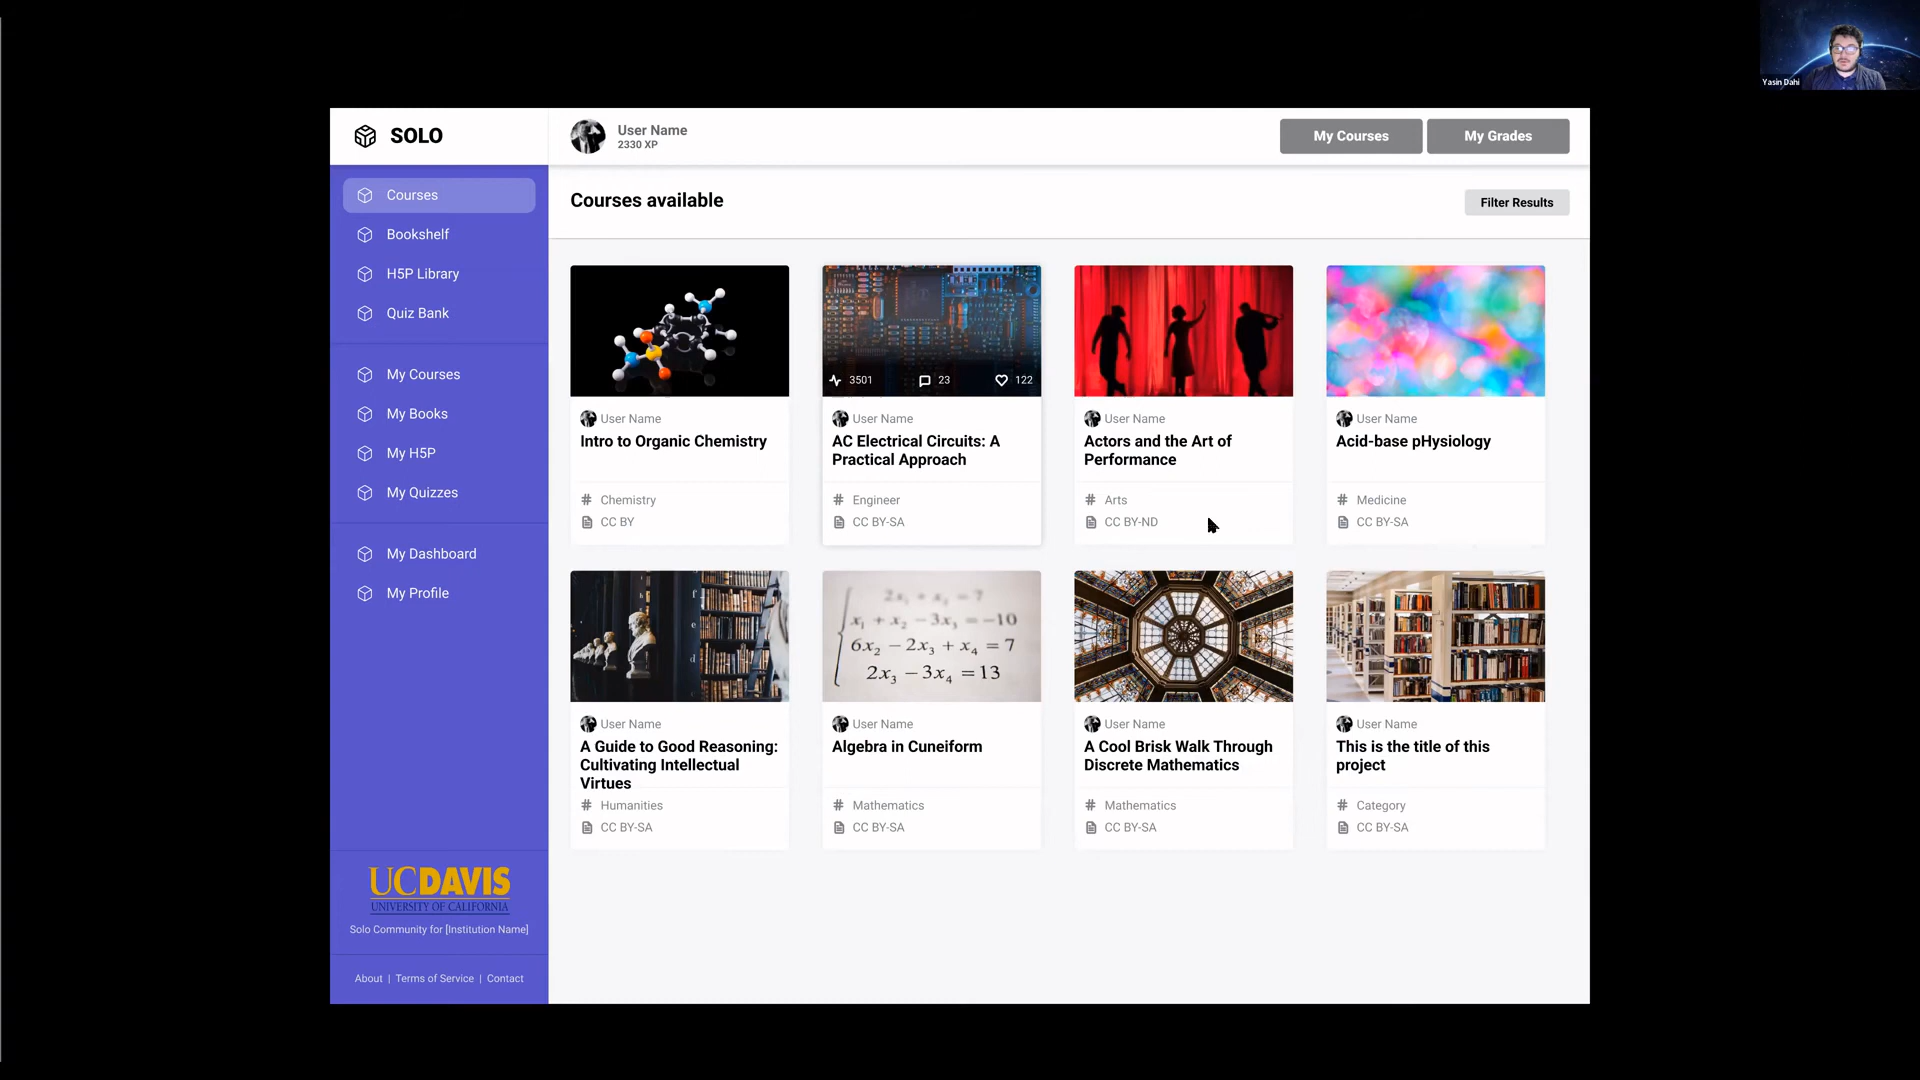 Yasin Dahi
SOLO
User Name
2330 XP
My Courses
My Grades
Courses
Bookshelf
H5P Library
Quiz Bank
My Courses
My Books
My H5P
My Quizzes
My Dashboard
My Profile
UCDAVIS
UNIVERSITY OF CALIFORNIA
Solo Community for [Institution Name]
About | Terms of Service | Contact
Courses available
Filter Results
User Name
Intro to Organic Chemistry
# Chemistry
CC BY
3501
23
122
User Name
AC Electrical Circuits: A
Practical Approach
# Engineer
CC BY-SA
User Name
Actors and the Art of
Performance
# Arts
CC BY-ND
User Name
Acid-base pHysiology
# Medicine
CC BY-SA
User Name
A Guide to Good Reasoning:
Cultivating Intellectual
Virtues
# Humanities
CC BY-SA
x₁ + x₂ − 3x₃ = −10
6x₂ − 2x₃ + x₄ = 7
2x₃ − 3x₄ = 13
User Name
Algebra in Cuneiform
# Mathematics
CC BY-SA
User Name
A Cool Brisk Walk Through
Discrete Mathematics
# Mathematics
CC BY-SA
User Name
This is the title of this
project
# Category
CC BY-SA